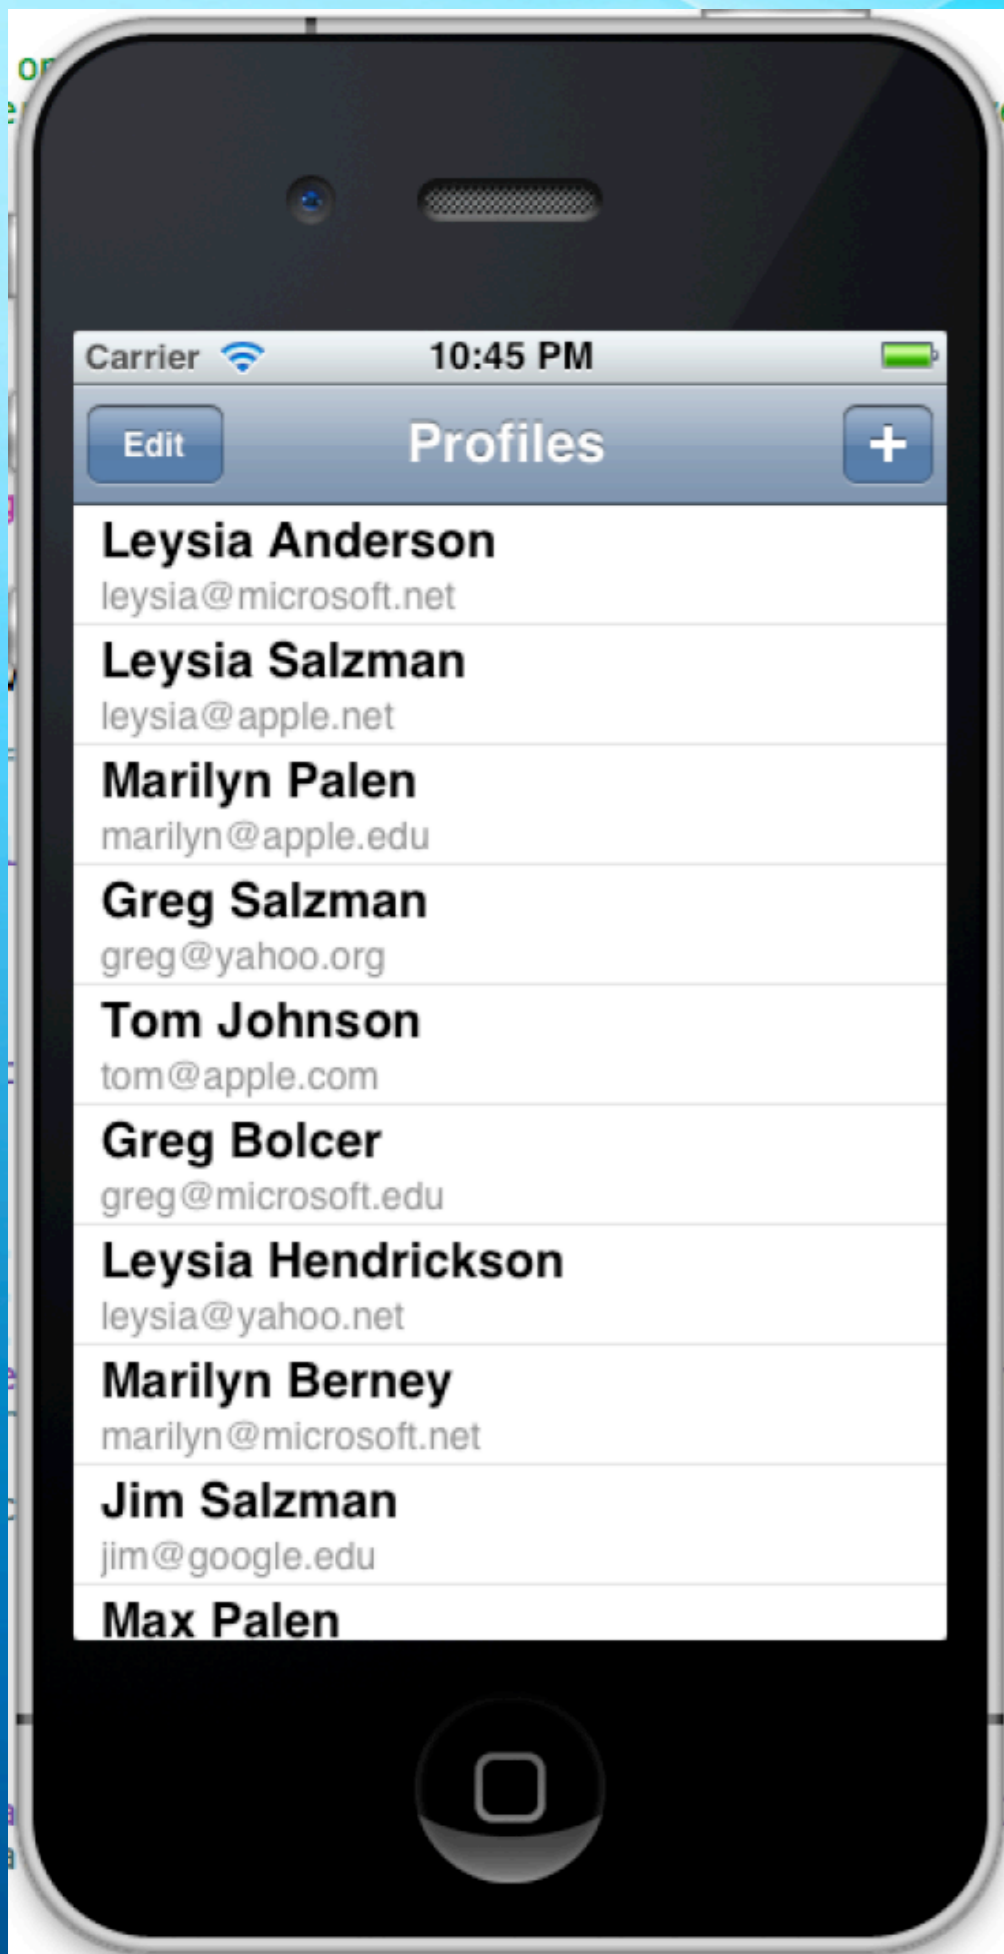 Carrier 10:45 PM
Edit Profiles +
Leysia Anderson
leysia@microsoft.net
Leysia Salzman
leysia@apple.net
Marilyn Palen
marilyn@apple.edu
Greg Salzman
greg@yahoo.org
Tom Johnson
tom@apple.com
Greg Bolcer
greg@microsoft.edu
Leysia Hendrickson
leysia@yahoo.net
Marilyn Berney
marilyn@microsoft.net
Jim Salzman
jim@google.edu
Max Palen